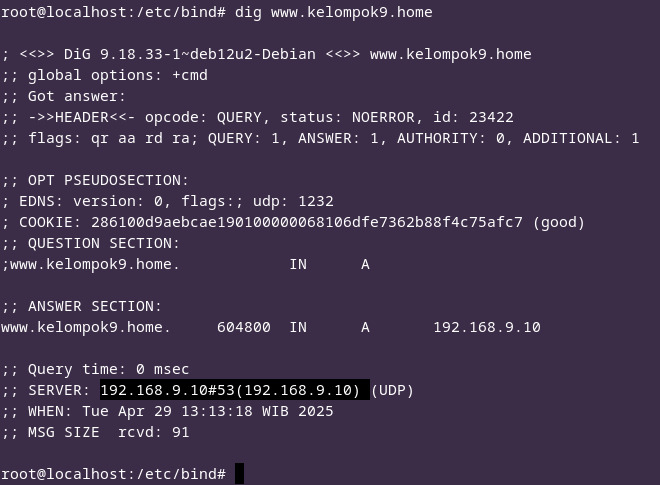 root@localhost:/etc/bind# dig www.kelompok9.home
; <<>> DiG 9.18.33-1~deb12u2-Debian <<>> www.kelompok9.home
;; global options: +cmd
;; Got answer:
;; ->>HEADER<<- opcode: QUERY, status: NOERROR, id: 23422
;; flags: qr aa rd ra; QUERY: 1, ANSWER: 1, AUTHORITY: 0, ADDITIONAL: 1
;; OPT PSEUDOSECTION:
; EDNS: version: 0, flags:; udp: 1232
; COOKIE: 286100d9aebcae190100000068106dfe7362b88f4c75afc7 (good)
;; QUESTION SECTION:
;www.kelompok9.home. IN A
;; ANSWER SECTION:
www.kelompok9.home. 604800 IN A 192.168.9.10
;; Query time: 0 msec
;; SERVER: 192.168.9.10#53(192.168.9.10) (UDP)
;; WHEN: Tue Apr 29 13:13:18 WIB 2025
;; MSG SIZE rcvd: 91
root@localhost:/etc/bind#